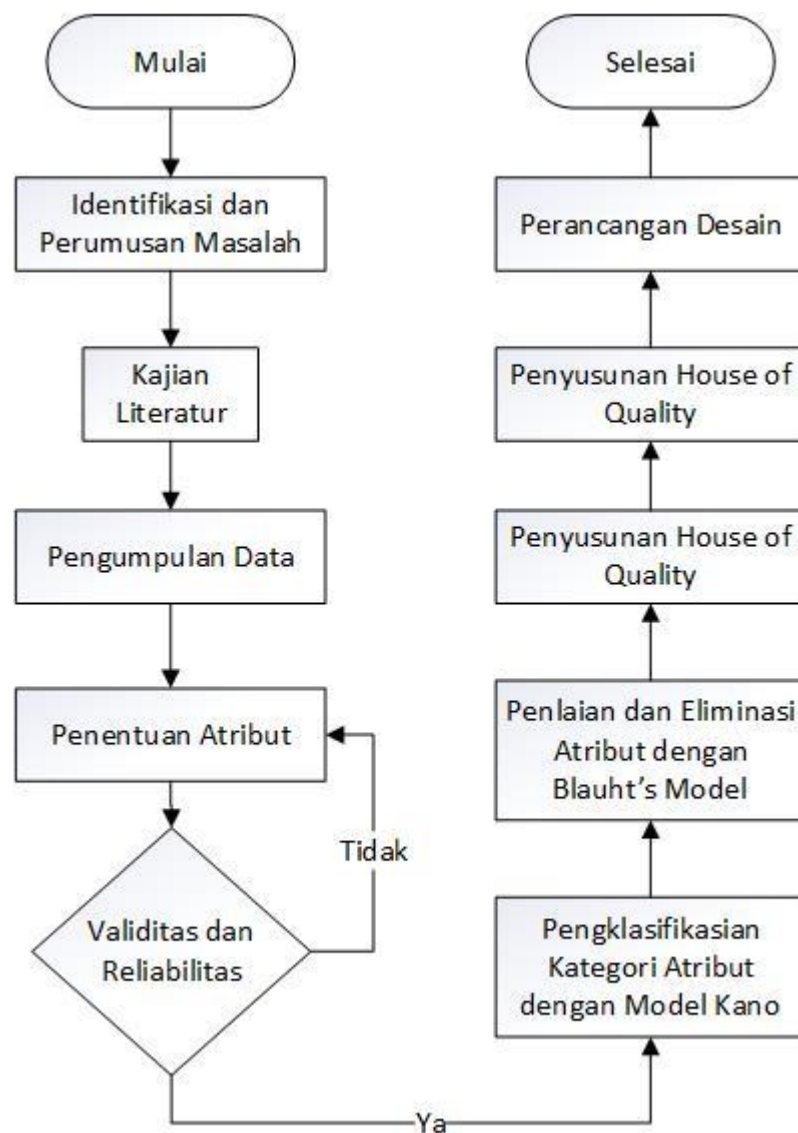 Mulai
Identifikasi dan
Perumusan Masalah
Kajian
Literatur
Pengumpulan Data
Penentuan Atribut
Tidak
Validitas dan
Reliabilitas
Ya
Pengklasifikasian
Kategori Atribut
dengan Model Kano
Penlaian dan Eliminasi
Atribut dengan
Blauht’s Model
Penyusunan House of
Quality
Penyusunan House of
Quality
Perancangan Desain
Selesai